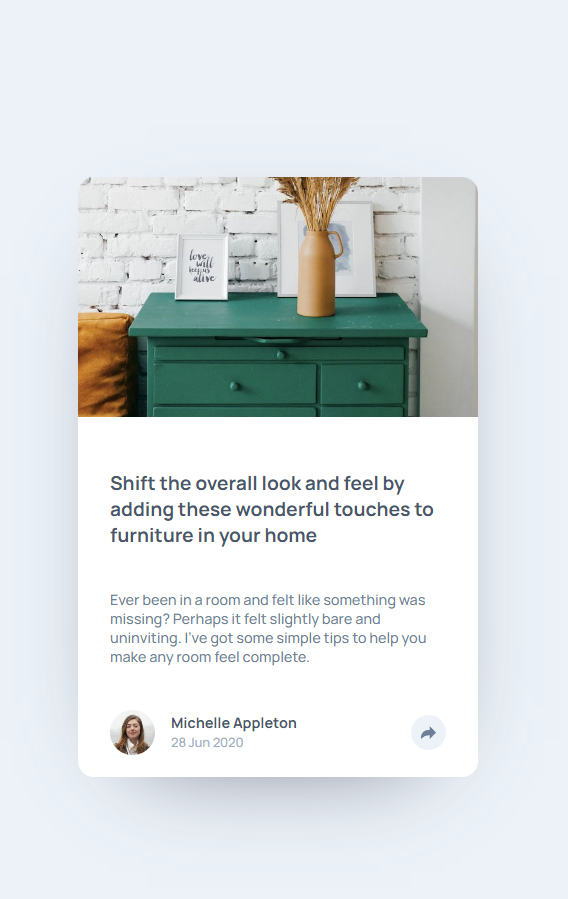 love
will
keep us
alive
Shift the overall look and feel by
adding these wonderful touches to
furniture in your home
Ever been in a room and felt like something was
missing? Perhaps it felt slightly bare and
uninviting. I've got some simple tips to help you
make any room feel complete.
Michelle Appleton
28 Jun 2020